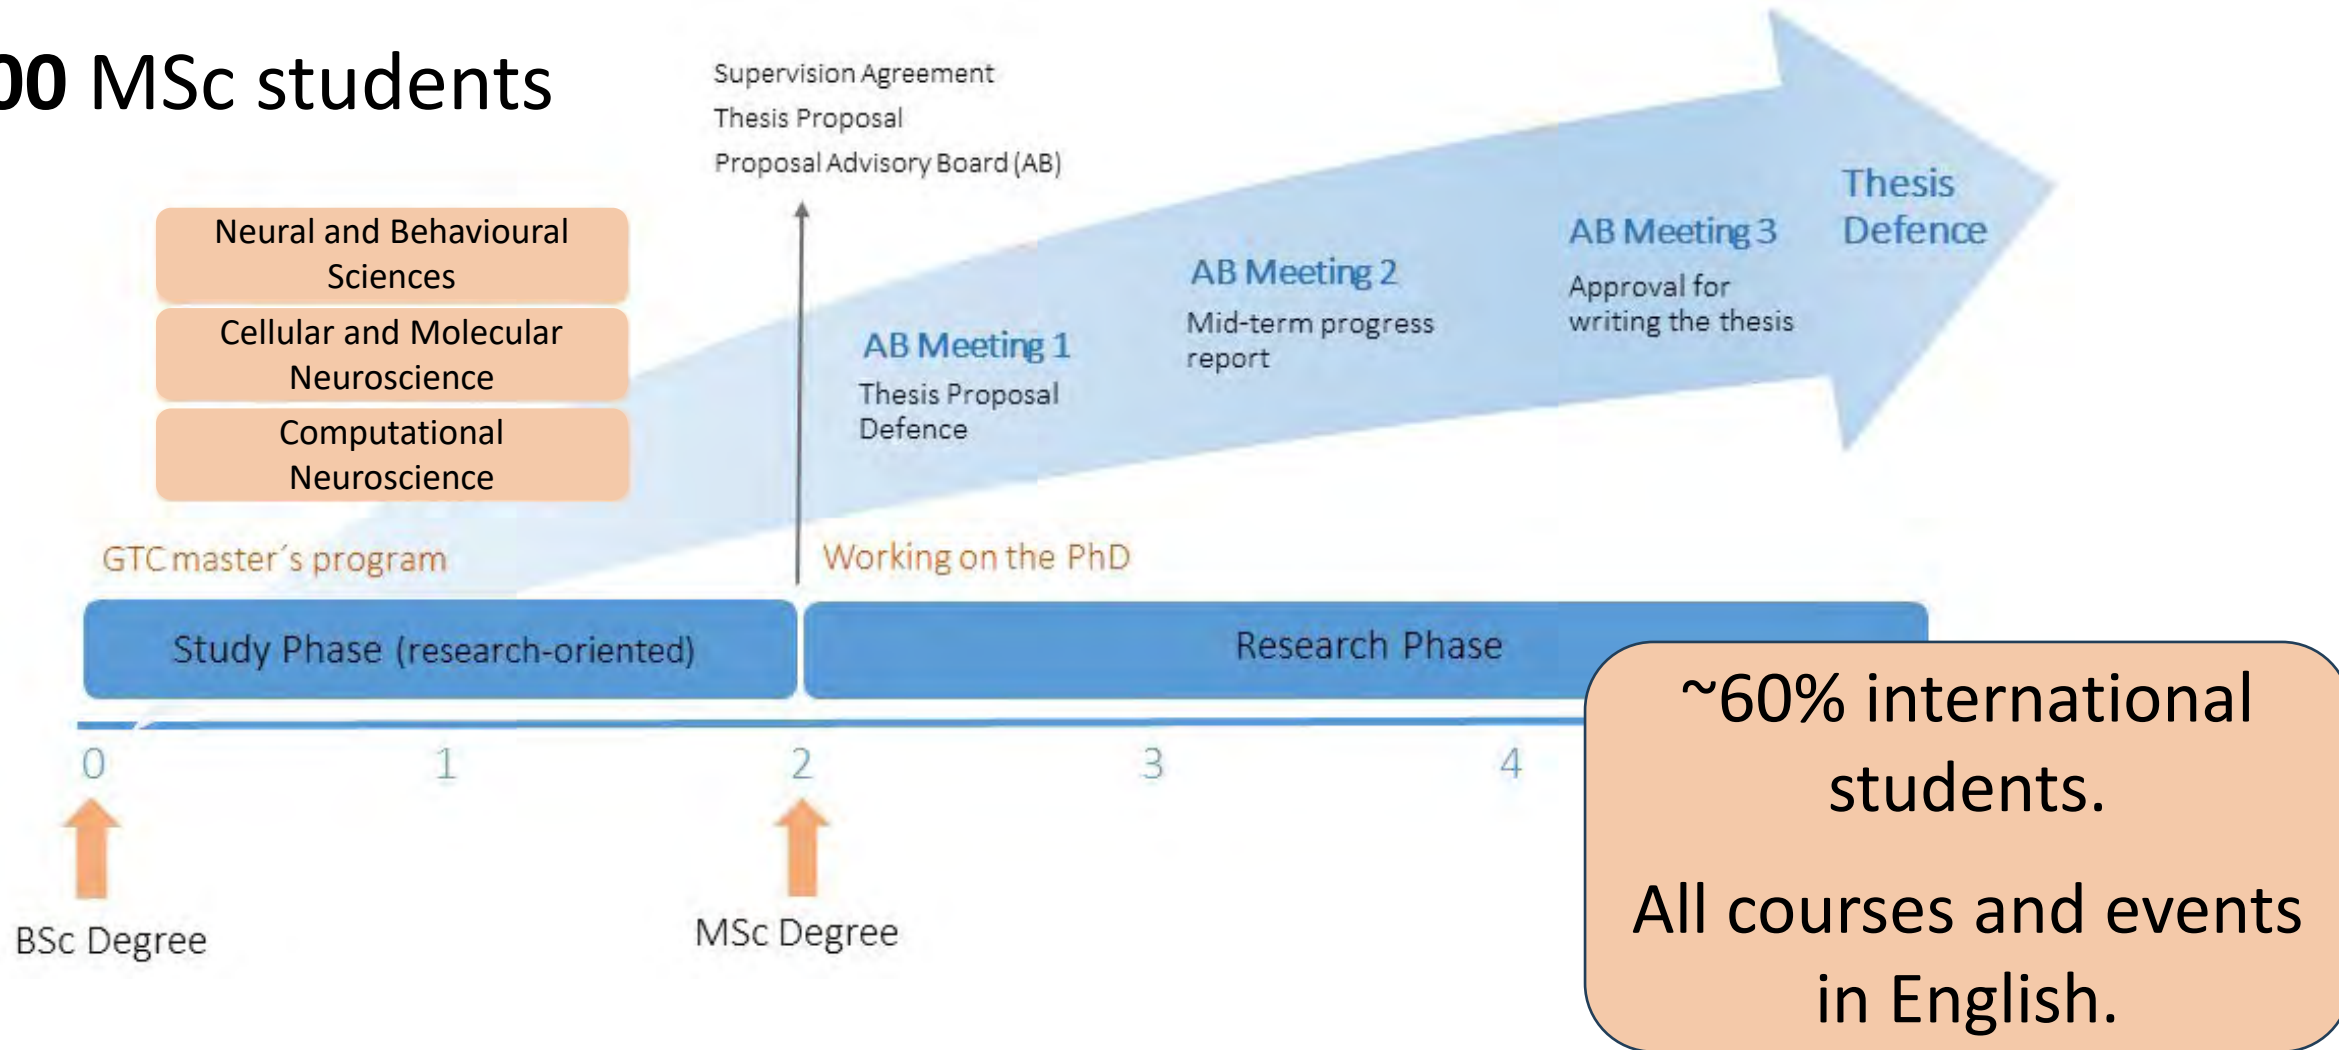 00 MSc students
Supervision Agreement
Thesis Proposal
Proposal Advisory Board (AB)
Neural and Behavioural
Sciences
Cellular and Molecular
Neuroscience
Computational
Neuroscience
GTC master´s program
AB Meeting 1
Thesis Proposal
Defence
AB Meeting 2
Mid-term progress
report
AB Meeting 3
Approval for
writing the thesis
Thesis
Defence
Working on the PhD
Study Phase (research-oriented)
Research Phase
0 1 2 3 4
BSc Degree
MSc Degree
~60% international
students.
All courses and events
in English.